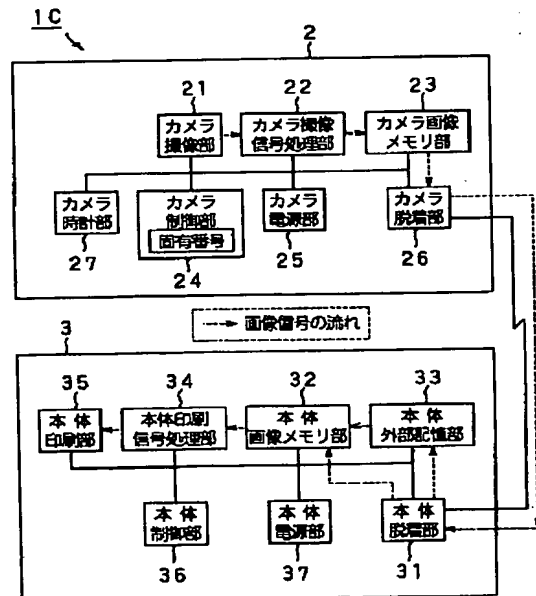 1C
2
21
22
23
カメラ
撮像部
カメラ撮像
信号処理部
カメラ画像
メモリ部
カメラ
時計部
カメラ
制御部
固有番号
カメラ
電源部
カメラ
脱着部
27
24
25
26
画像信号の流れ
3
35
34
32
33
本体
印刷部
本体印刷
信号処理部
本体
画像メモリ部
本体
外部記憶部
本体
制御部
本体
電源部
本体
脱着部
36
37
31